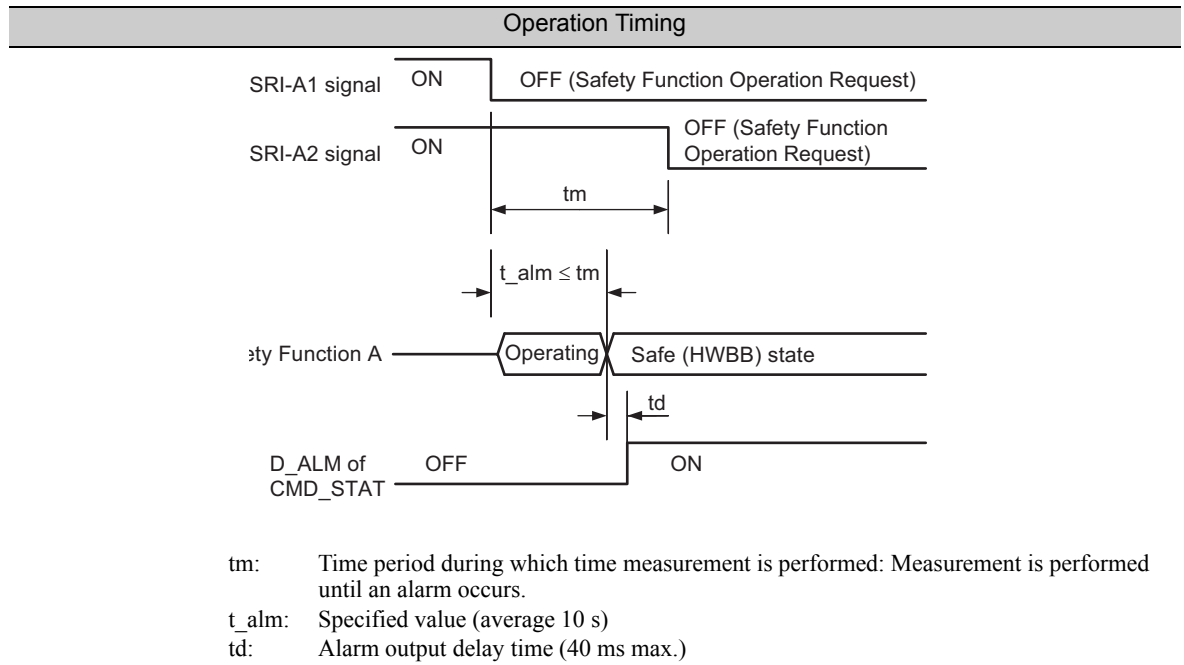 Operation Timing
SRI-A1 signal ON OFF (Safety Function Operation Request)
SRI-A2 signal ON OFF (Safety Function
Operation Request)
tm
t_alm ≤ tm
ety Function A Operating Safe (HWBB) state
td
D_ALM of
CMD_STAT OFF ON
tm: Time period during which time measurement is performed: Measurement is performed
until an alarm occurs.
t_alm: Specified value (average 10 s)
td: Alarm output delay time (40 ms max.)